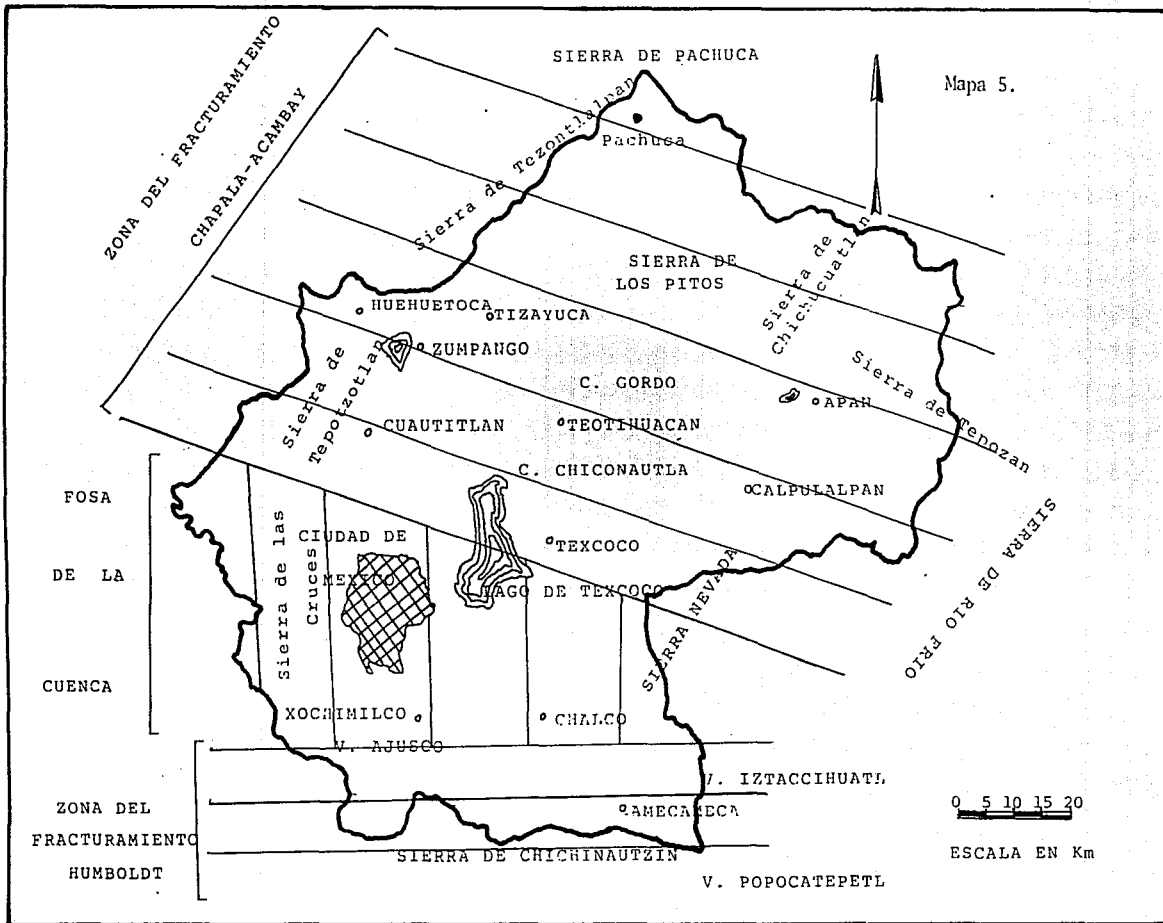 SIERRA DE PACHUCA
Mapa 5.
ZONA DEL FRACTURAMIENTO
CHAPALA-ACAMBAY
Sierra de Tezontlalpan
Pachuca
SIERRA DE
LOS PITOS
Sierra de
Chichucuatlan
HUEHUETOCA
TIZAYUCA
ZUMPANGO
Sierra de
Tepotzotlan
C. GORDO
APAN
Sierra de Tepozan
CUAUTITLAN
TEOTIHUACAN
C. CHICONAUTLA
CALPULALPAN
FOSA
DE LA
CUENCA
Sierra de las
Cruces
CIUDAD DE
MEXICO
TEXCOCO
LAGO DE TEXCOCO
SIERRA NEVADA
SIERRA DE RIO FRIO
XOCHIMILCO
CHALCO
V. AJUSCO
V. IZTACCIHUATL
ZONA DEL
FRACTURAMIENTO
HUMBOLDT
AMECAMECA
0 5 10 15 20
ESCALA EN Km
SIERRA DE CHICHINAUTZIN
V. POPOCATEPETL